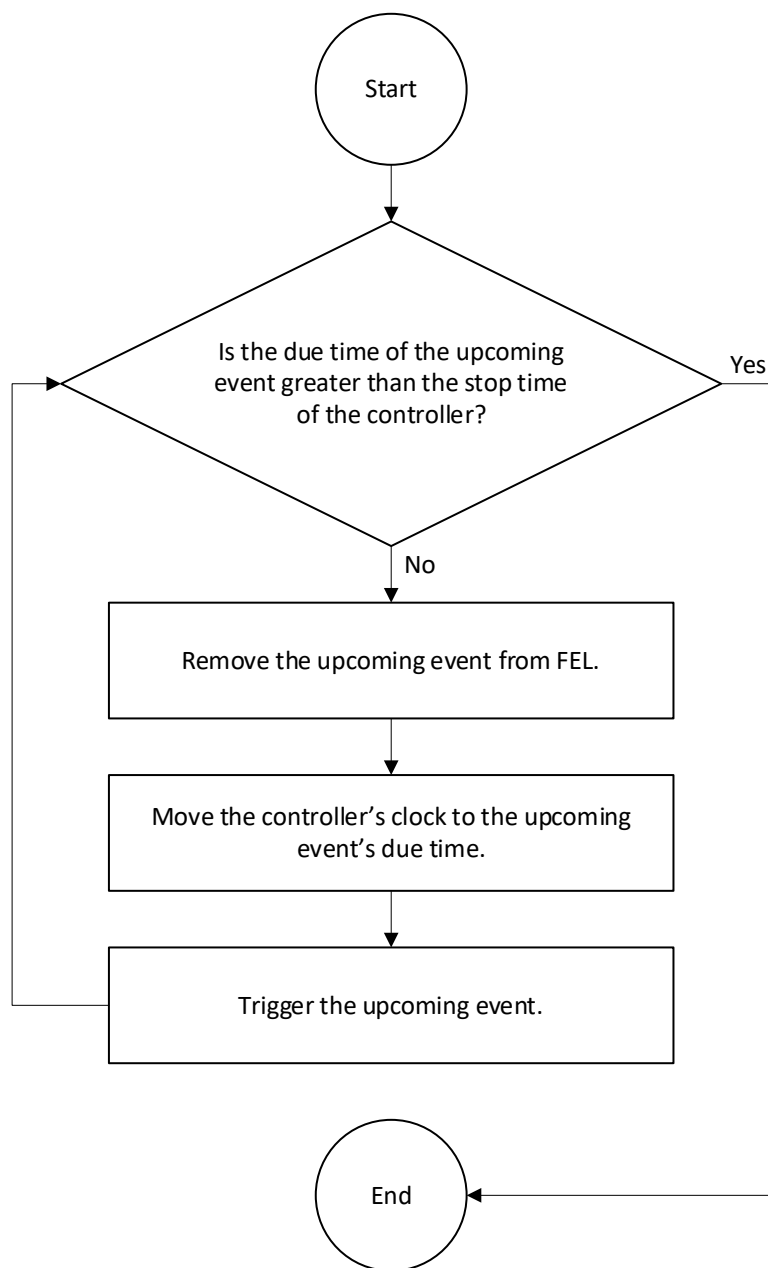 Start
Is the due time of the upcoming
event greater than the stop time
of the controller?
Yes
No
Remove the upcoming event from FEL.
Move the controller’s clock to the upcoming
event’s due time.
Trigger the upcoming event.
End